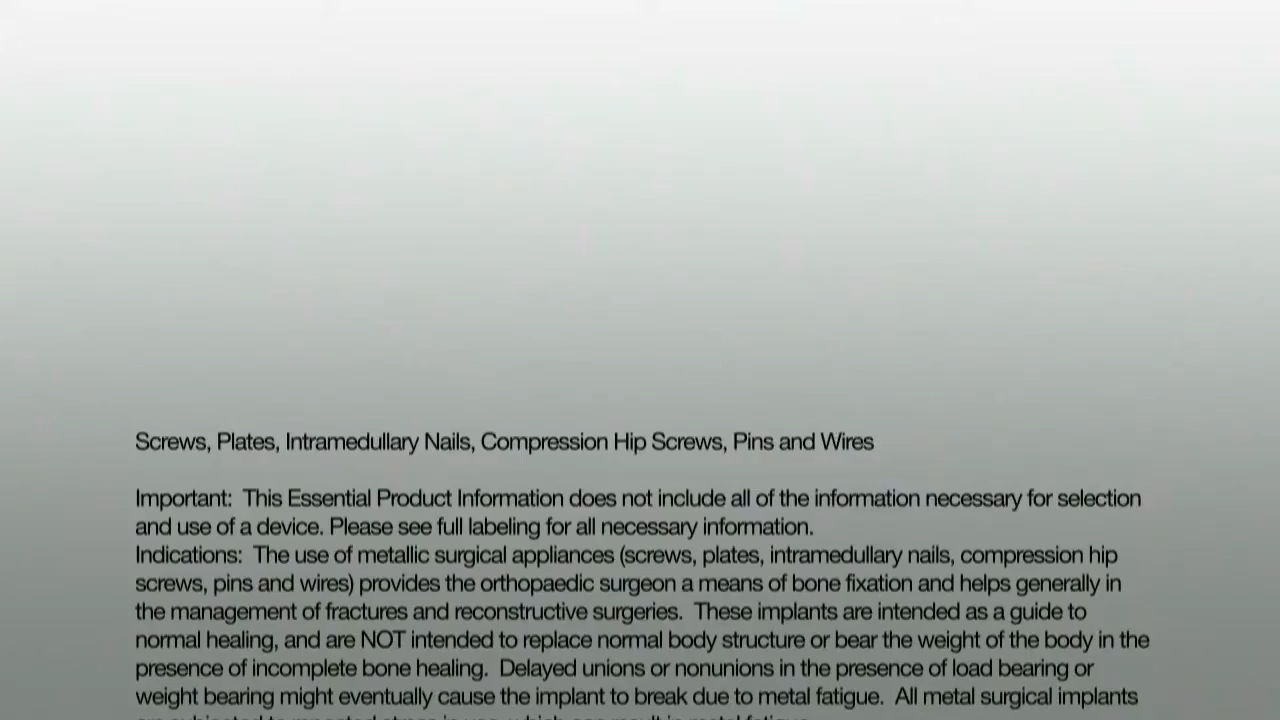 Screws, Plates, Intramedullary Nails, Compression Hip Screws, Pins and Wires
Important:  This Essential Product Information does not include all of the information necessary for selection
and use of a device. Please see full labeling for all necessary information.
Indications:  The use of metallic surgical appliances (screws, plates, intramedullary nails, compression hip
screws, pins and wires) provides the orthopaedic surgeon a means of bone fixation and helps generally in
the management of fractures and reconstructive surgeries.  These implants are intended as a guide to
normal healing, and are NOT intended to replace normal body structure or bear the weight of the body in the
presence of incomplete bone healing.  Delayed unions or nonunions in the presence of load bearing or
weight bearing might eventually cause the implant to break due to metal fatigue.  All metal surgical implants